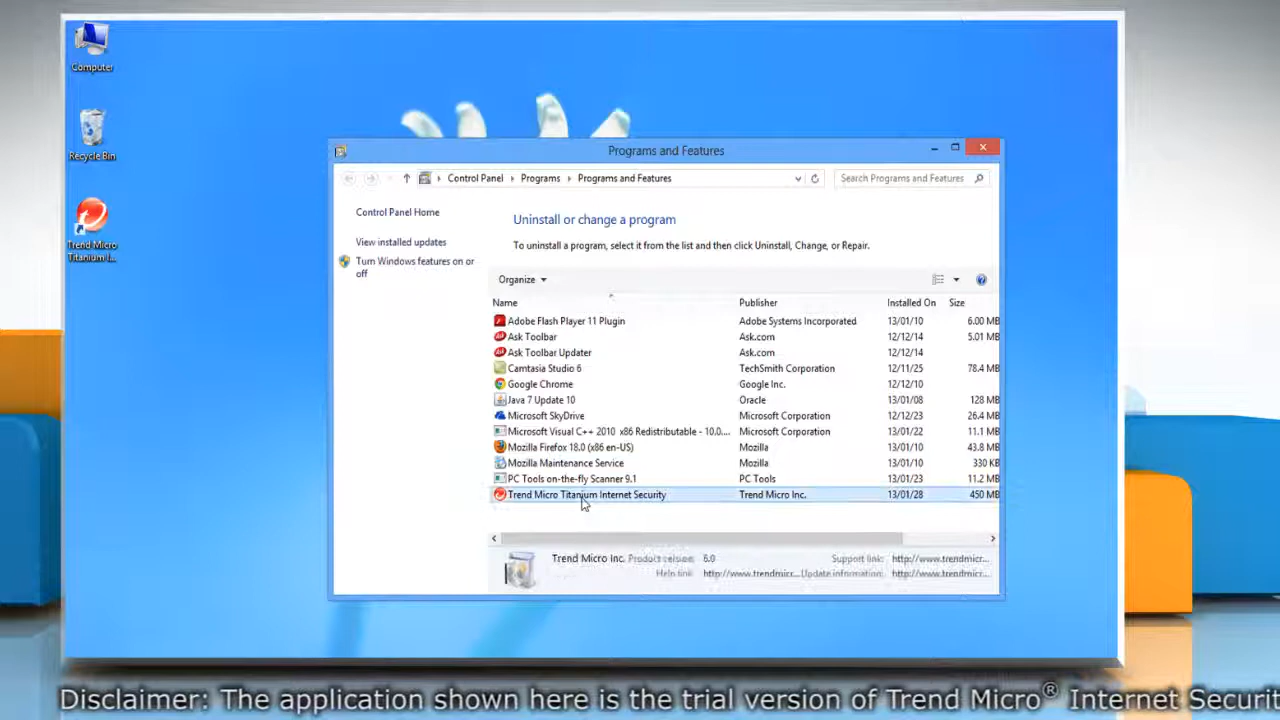 Computer
Recycle Bin
Trend Micro
Titanium I...
Programs and Features
Control Panel
Programs
Programs and Features
Search Programs and Features
Control Panel Home
View installed updates
Turn Windows features on or
off
Uninstall or change a program
To uninstall a program, select it from the list and then click Uninstall, Change, or Repair.
Organize
Name Publisher Installed On Size
Adobe Flash Player 11 Plugin Adobe Systems Incorporated 13/01/10 6.00 MB
Ask Toolbar Ask.com 12/12/14 5.01 MB
Ask Toolbar Updater Ask.com 12/12/14
Camtasia Studio 6 TechSmith Corporation 12/11/25 78.4 MB
Google Chrome Google Inc. 12/12/10
Java 7 Update 10 Oracle 13/01/08 128 MB
Microsoft SkyDrive Microsoft Corporation 12/12/23 26.4 MB
Microsoft Visual C++ 2010 x86 Redistributable - 10.0.... Microsoft Corporation 13/01/22 11.1 MB
Mozilla Firefox 18.0 (x86 en-US) Mozilla 13/01/10 43.8 MB
Mozilla Maintenance Service Mozilla 13/01/10 330 KB
PC Tools on-the-fly Scanner 9.1 PC Tools 13/01/23 11.2 MB
Trend Micro Titanium Internet Security Trend Micro Inc. 13/01/28 450 MB
Trend Micro Inc. Product version: 6.0 Support link: http://www.trendmicr...
Help link: http://www.trendmicr... Update information: http://www.trendmicr...
Disclaimer: The application shown here is the trial version of Trend Micro® Internet Securit